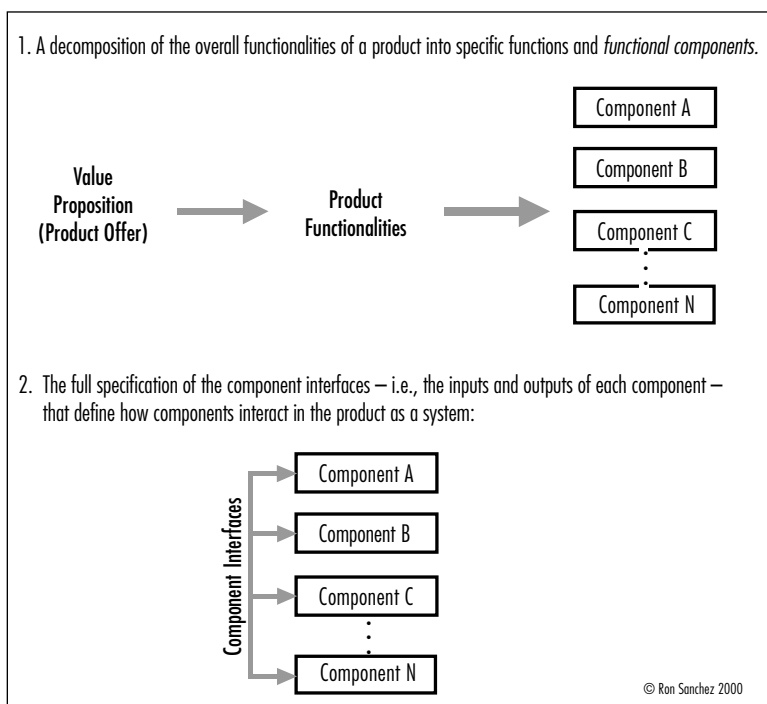 1. A decomposition of the overall functionalities of a product into specific functions and functional components.
Component A
Component B
Value
Proposition
(Product Offer)
Product
Functionalities
Component C
Component N
2. The full specification of the component interfaces – i.e., the inputs and outputs of each component –
that define how components interact in the product as a system:
Component Interfaces
Component A
Component B
Component C
Component N
© Ron Sanchez 2000